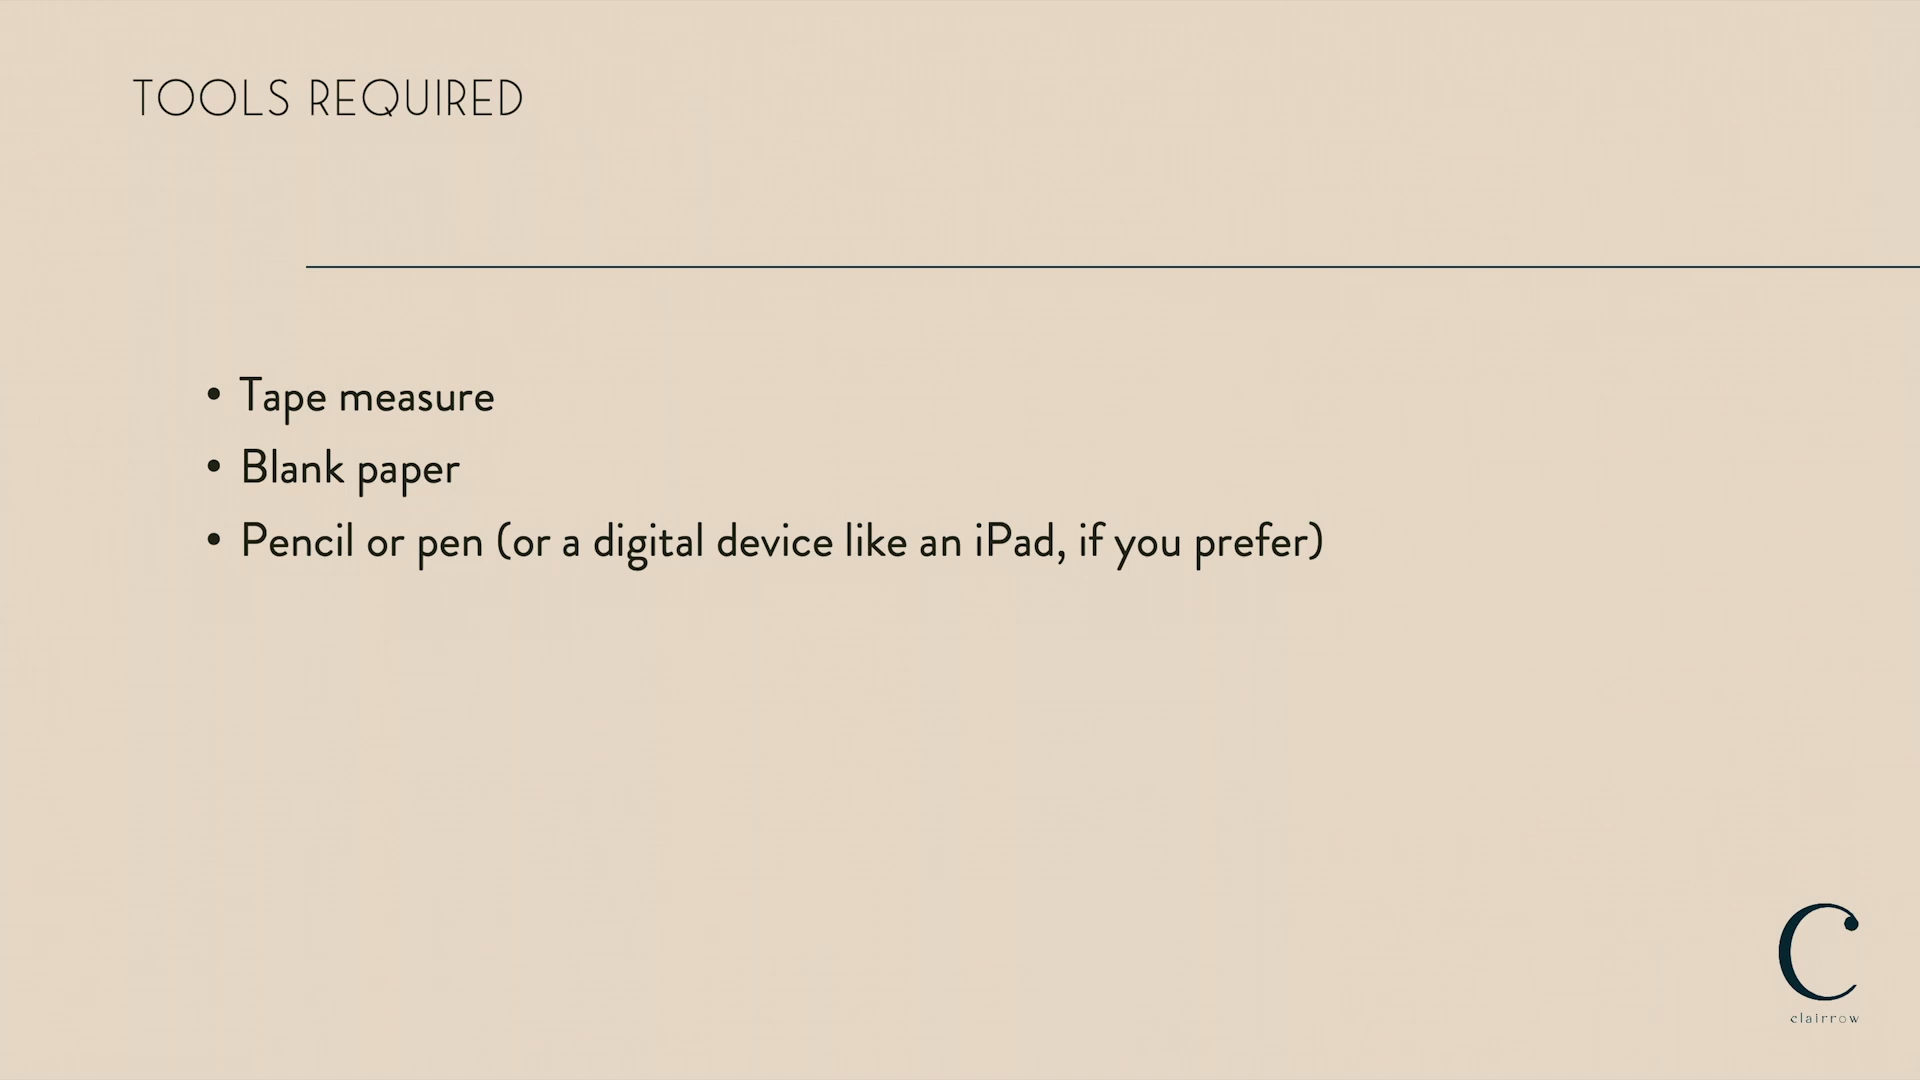 TOOLS REQUIRED
• Tape measure
• Blank paper
• Pencil or pen (or a digital device like an iPad, if you prefer)
C
clairrow